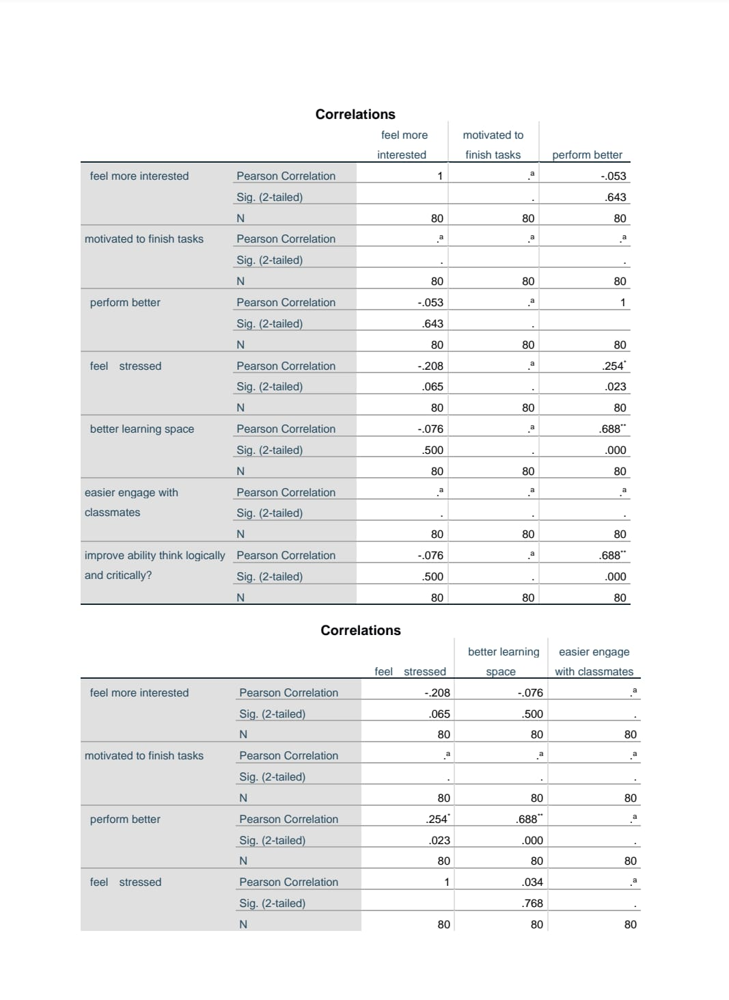 Correlations
feel more interested motivated to finish tasks perform better
feel more interested Pearson Correlation 1 .a -.053
Sig. (2-tailed) . .643
N 80 80 80
motivated to finish tasks Pearson Correlation .a .a .a
Sig. (2-tailed) . .
N 80 80 80
perform better Pearson Correlation -.053 .a 1
Sig. (2-tailed) .643 .
N 80 80 80
feel stressed Pearson Correlation -.208 .a .254*
Sig. (2-tailed) .065 . .023
N 80 80 80
better learning space Pearson Correlation -.076 .a .688**
Sig. (2-tailed) .500 . .000
N 80 80 80
easier engage with Pearson Correlation .a .a .a
classmates Sig. (2-tailed) . . .
N 80 80 80
improve ability think logically Pearson Correlation -.076 .a .688**
and critically? Sig. (2-tailed) .500 . .000
N 80 80 80
Correlations
feel stressed better learning space easier engage with classmates
feel more interested Pearson Correlation -.208 -.076 .a
Sig. (2-tailed) .065 .500 .
N 80 80 80
motivated to finish tasks Pearson Correlation .a .a .a
Sig. (2-tailed) . . .
N 80 80 80
perform better Pearson Correlation .254* .688** .a
Sig. (2-tailed) .023 .000 .
N 80 80 80
feel stressed Pearson Correlation 1 .034 .a
Sig. (2-tailed) .768 .
N 80 80 80